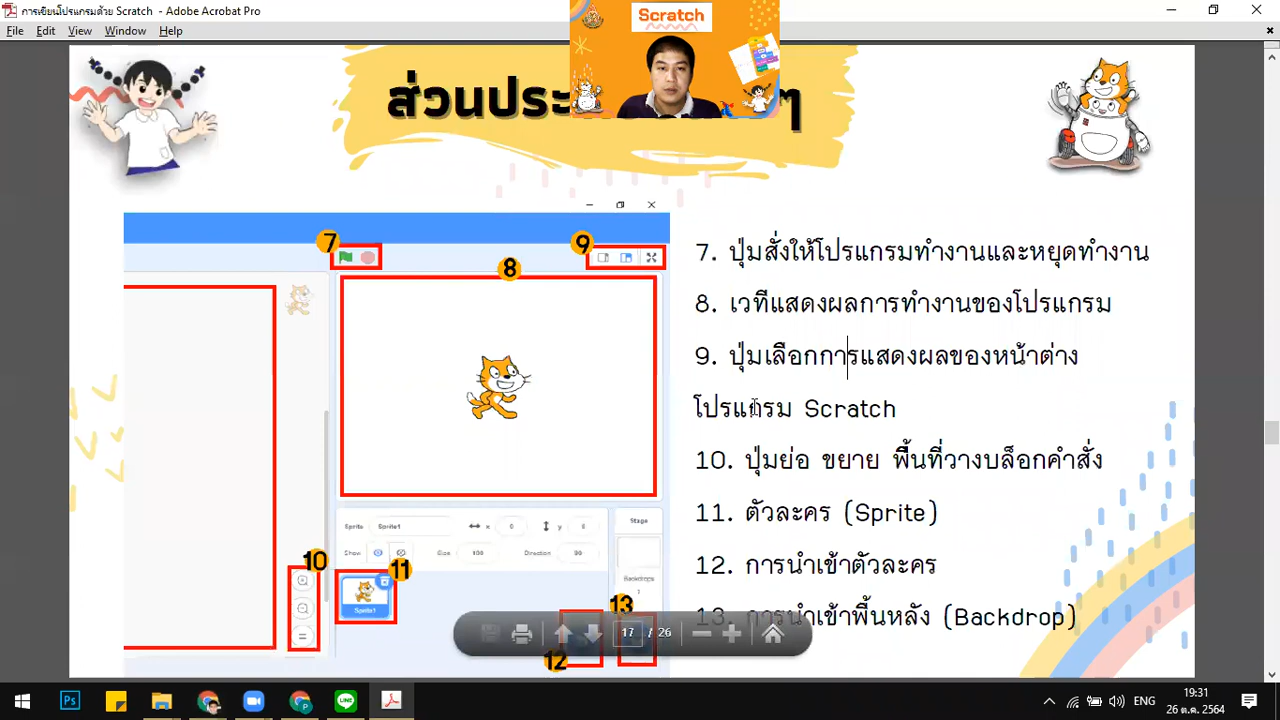 การเขียนโปรแกรมด้วย Scratch - Adobe Acrobat Pro
File Edit View Window Help
Scratch
7
8
9
7. ปุ่มสั่งให้โปรแกรมทำงานและหยุดทำงาน
8. เวทีแสดงผลการทำงานของโปรแกรม
9. ปุ่มเลือกการแสดงผลของหน้าต่าง
โปรแกรม Scratch
10. ปุ่มย่อ ขยาย พื้นที่วางบล็อกคำสั่ง
11. ตัวละคร (Sprite)
12. การนำเข้าตัวละคร
13. การนำเข้าพื้นหลัง (Backdrop)
Sprite Sprite1 x 0 y Stage
Show Size 100 Direction 90
Backdrops
1
10
11
Sprite1
13
12
17 / 26
ENG
19:31
26 ต.ค. 2564